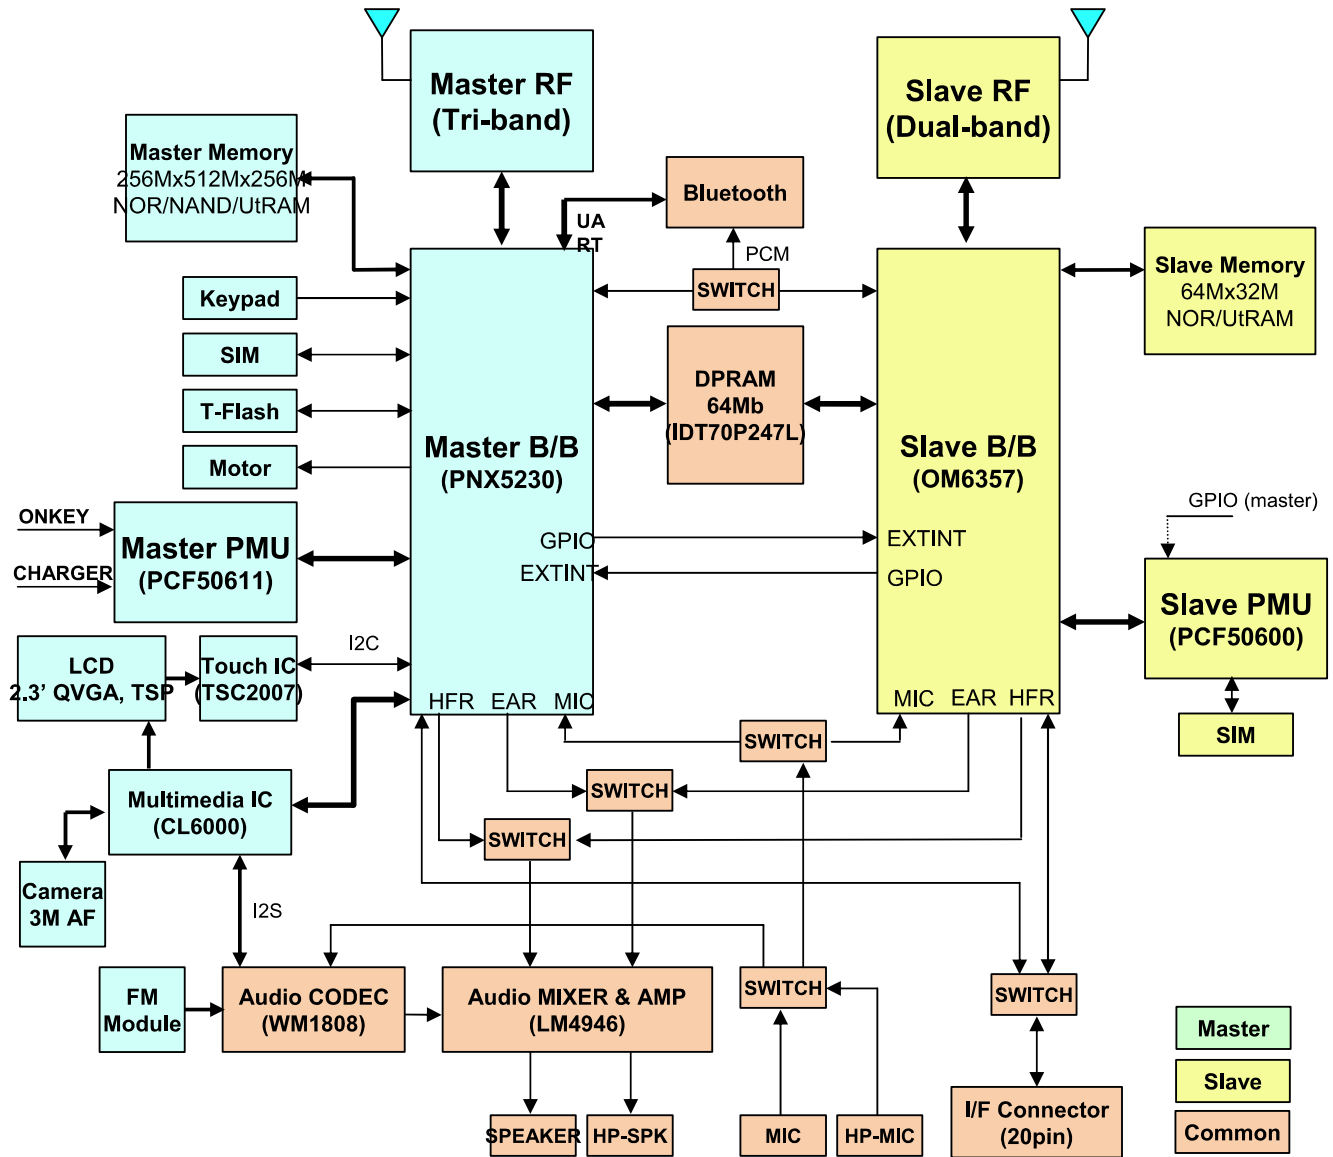 Master RF
(Tri-band)
Slave RF
(Dual-band)
Master Memory
256Mx512Mx256M
NOR/NAND/UtRAM
Bluetooth
UA
RT
PCM
SWITCH
Slave Memory
64Mx32M
NOR/UtRAM
Keypad
SIM
T-Flash
Motor
DPRAM
64Mb
(IDT70P247L)
Master B/B
(PNX5230)
Slave B/B
(OM6357)
ONKEY
CHARGER
Master PMU
(PCF50611)
GPIO
EXTINT
EXTINT
GPIO
GPIO (master)
Slave PMU
(PCF50600)
SIM
LCD
2.3' QVGA, TSP
Touch IC
(TSC2007)
I2C
HFR EAR MIC
MIC EAR HFR
SWITCH
SWITCH
SWITCH
Multimedia IC
(CL6000)
Camera
3M AF
I2S
FM
Module
Audio CODEC
(WM1808)
Audio MIXER & AMP
(LM4946)
SWITCH
SWITCH
SPEAKER
HP-SPK
MIC
HP-MIC
I/F Connector
(20pin)
Master
Slave
Common